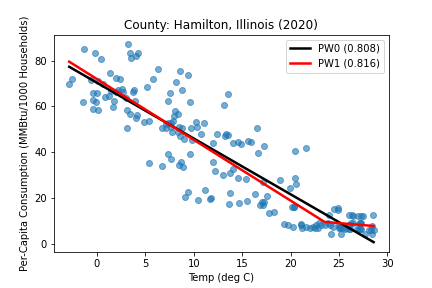 County: Hamilton, Illinois (2020)
PW0 (0.808)
PW1 (0.816)
Per-Capita Consumption (MMBtu/1000 Households)
80
60
40
20
0
0 5 10 15 20 25 30
Temp (deg C)